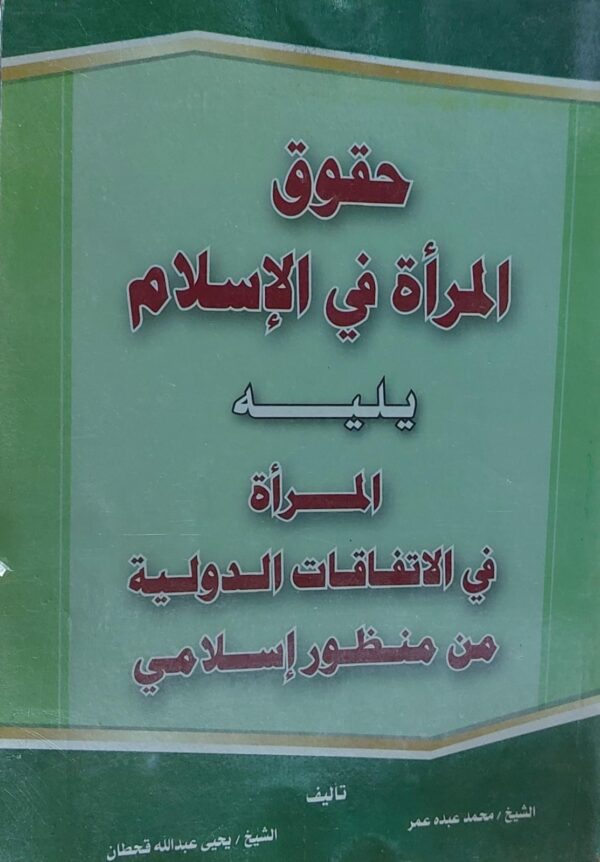 حقوق
المرأة في الإسلام
يليه
المرأة
في الاتفاقات الدولية
من منظور إسلامي
تأليف
الشيخ / محمد عبده عمر
الشيخ / يحيى عبدالله قحطان